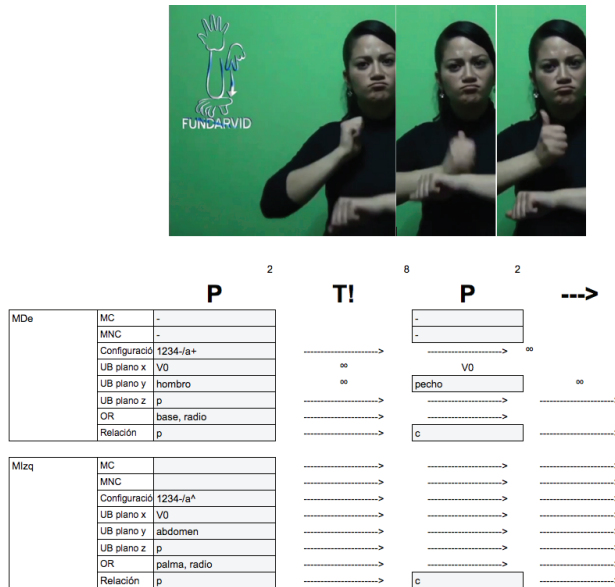 FUNDARVID
2 8 2
P T! P --->
MDe MC - -
MNC - -
Configuració 1234-/a+ ----------------------> ----------------------> ∞
UB plano x V0 ∞ V0
UB plano y hombro ∞ pecho ∞
UB plano z p ----------------------> ----------------------> ---------------------->
OR base, radio ----------------------> ---------------------->
Relación p c ---------------------->
MIzq MC ----------------------> ----------------------> ---------------------->
MNC ----------------------> ----------------------> ---------------------->
Configuració 1234-/a^ ----------------------> ----------------------> ---------------------->
UB plano x V0 ----------------------> ----------------------> ---------------------->
UB plano y abdomen ----------------------> ----------------------> ---------------------->
UB plano z p ----------------------> ----------------------> ---------------------->
OR palma, radio ----------------------> ----------------------> ---------------------->
Relación p ----------------------> c ---------------------->